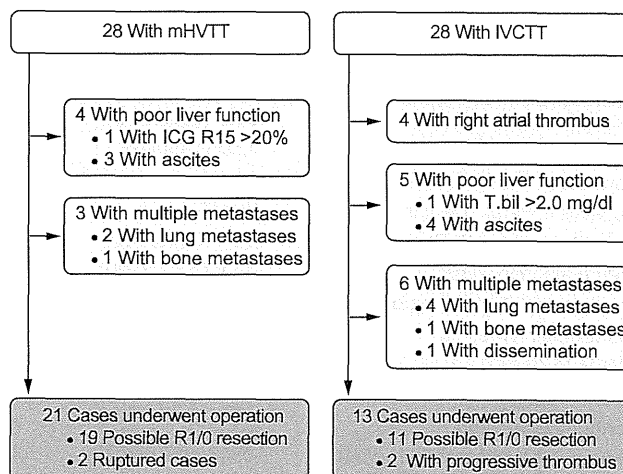 28 With mHVTT
4 With poor liver function
• 1 With ICG R15 >20%
• 3 With ascites
3 With multiple metastases
• 2 With lung metastases
• 1 With bone metastases
21 Cases underwent operation
• 19 Possible R1/0 resection
• 2 Ruptured cases
28 With IVCTT
4 With right atrial thrombus
5 With poor liver function
• 1 With T.bil >2.0 mg/dl
• 4 With ascites
6 With multiple metastases
• 4 With lung metastases
• 1 With bone metastases
• 1 With dissemination
13 Cases underwent operation
• 11 Possible R1/0 resection
• 2 With progressive thrombus